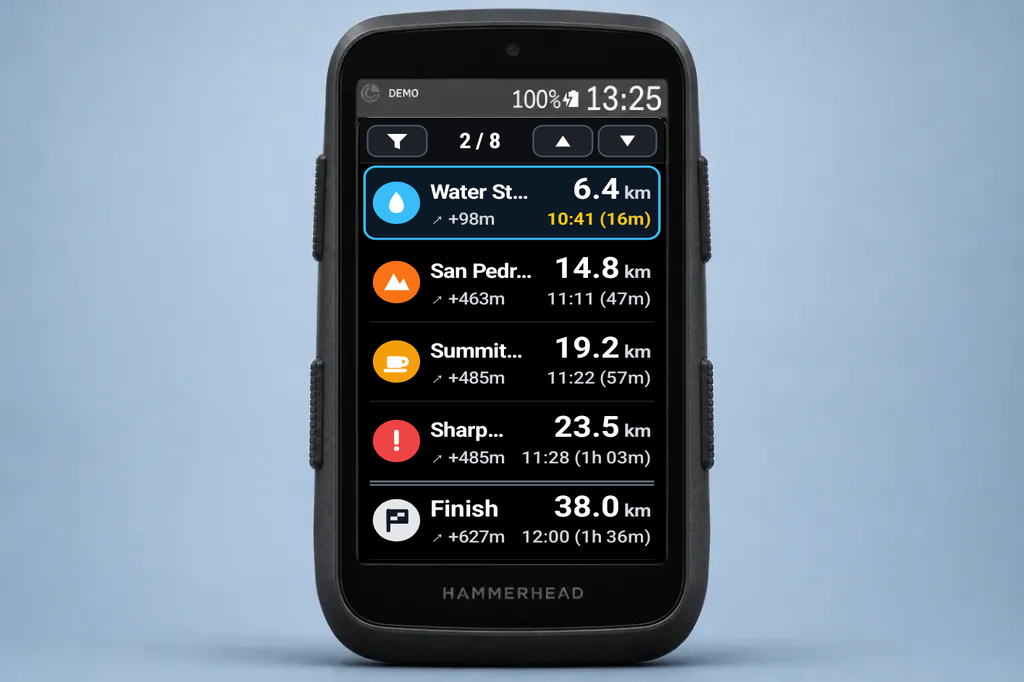 DEMO 100% 13:25
2 / 8
Water St... 6.4 km
+98m 10:41 (16m)
San Pedr... 14.8 km
+463m 11:11 (47m)
Summit... 19.2 km
+485m 11:22 (57m)
Sharp... 23.5 km
+485m 11:28 (1h 03m)
Finish 38.0 km
+627m 12:00 (1h 36m)
HAMMERHEAD